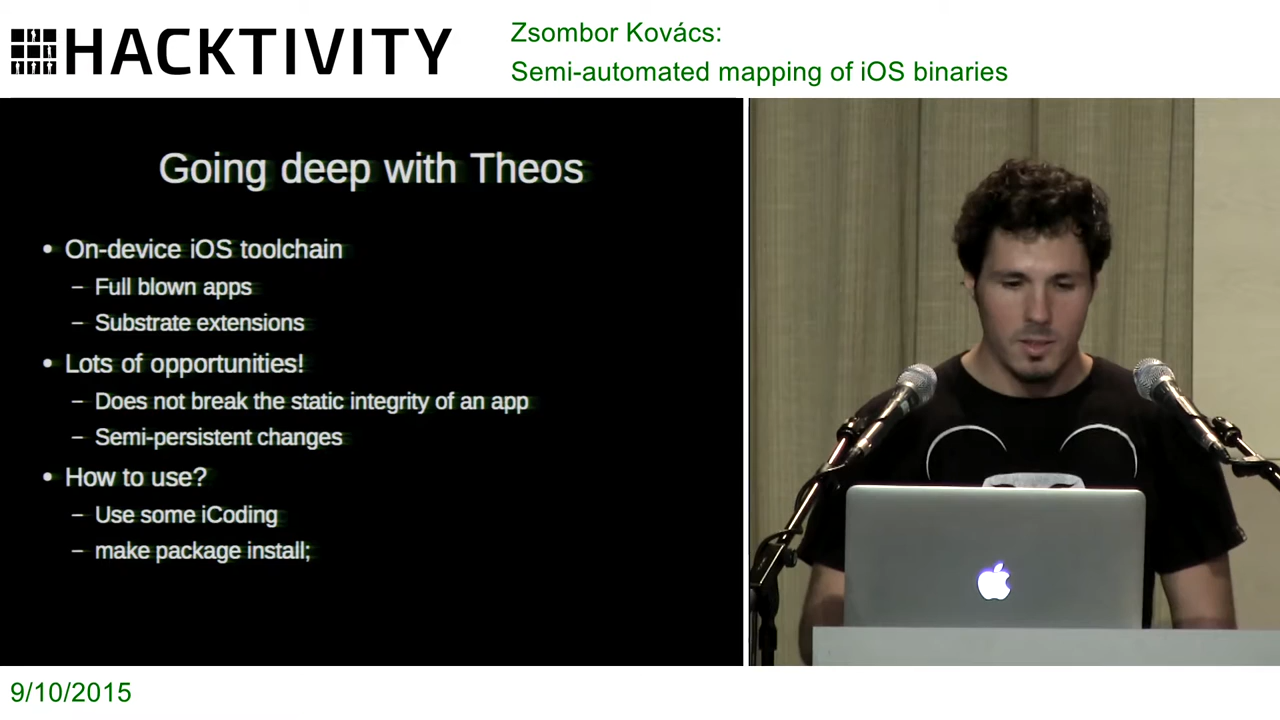 HACKTIVITY
Zsombor Kovács:
Semi-automated mapping of iOS binaries
Going deep with Theos
• On-device iOS toolchain
– Full blown apps
– Substrate extensions
• Lots of opportunities!
– Does not break the static integrity of an app
– Semi-persistent changes
• How to use?
– Use some iCoding
– make package install;
9/10/2015